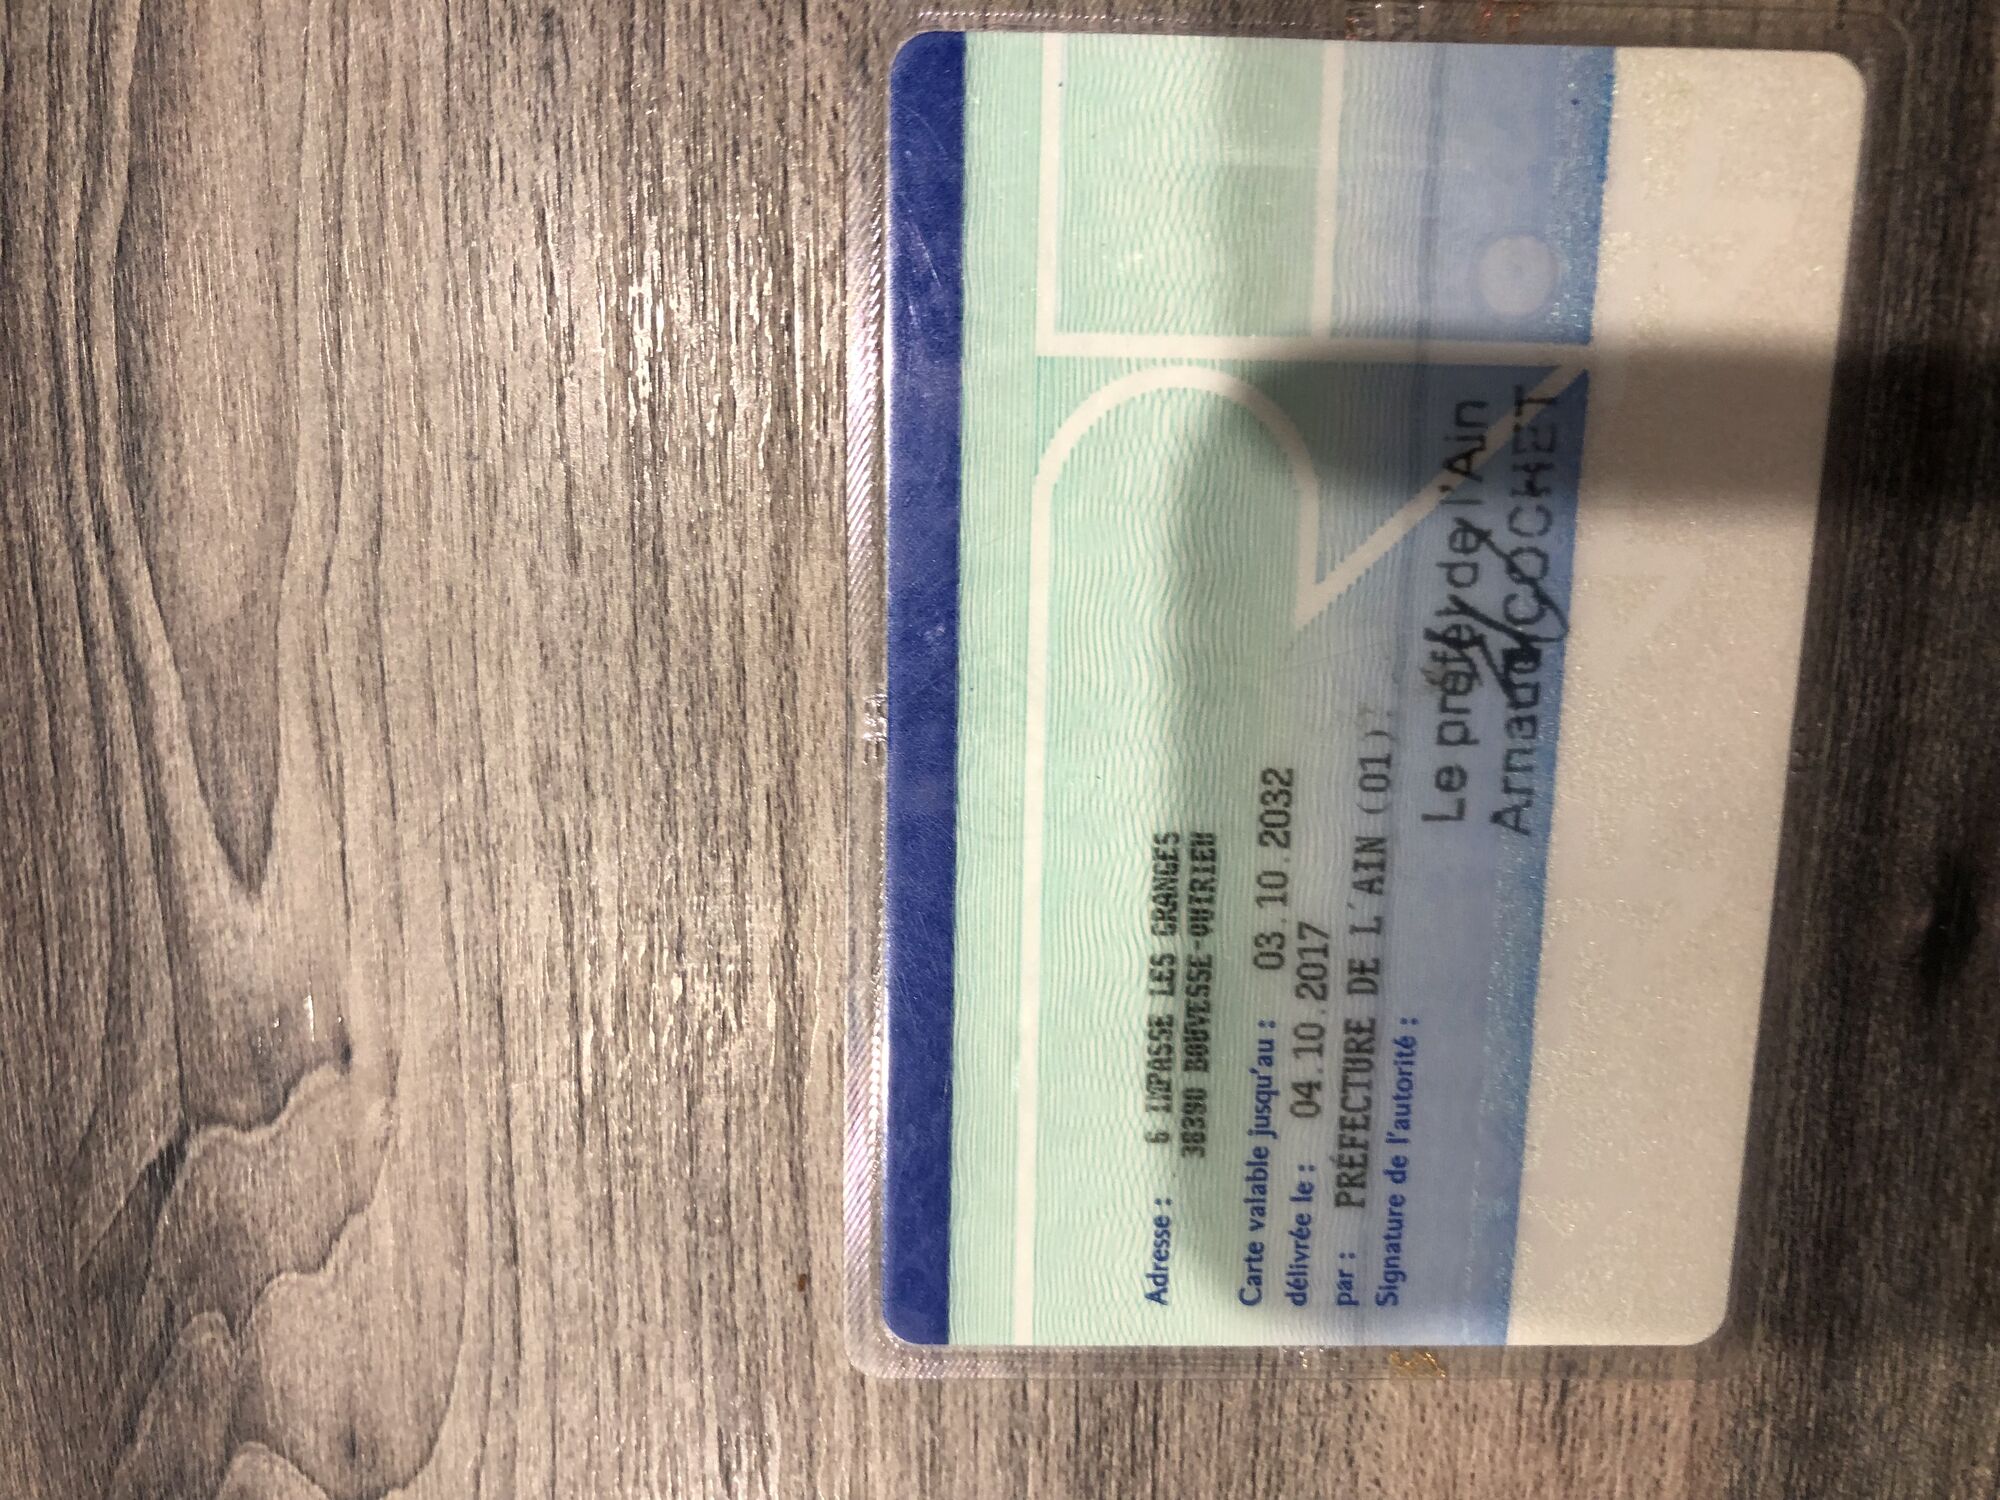 Adresse : 6 IMPASSE LES GRANGES
38390 BOUVESSE-QUIRIEU
Carte valable jusqu'au : 03.10.2032
délivrée le : 04.10.2017
par : PRÉFECTURE DE L'AIN (01)
Signature de l'autorité :
Le préfet de l'Ain
Arnaud COCHET